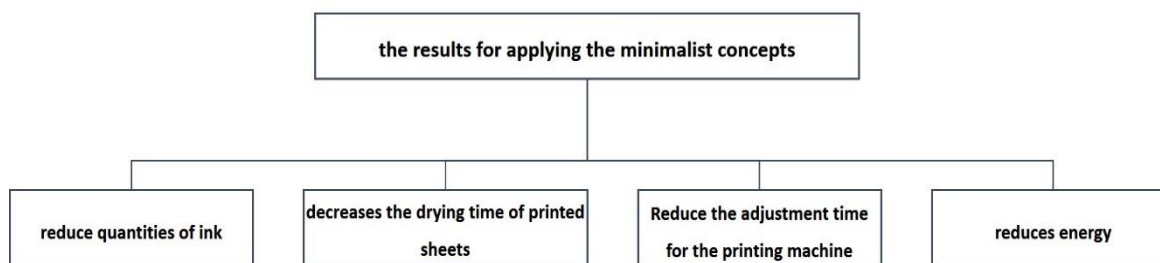 the results for applying the minimalist concepts
reduce quantities of ink
decreases the drying time of printed
sheets
Reduce the adjustment time
for the printing machine
reduces energy